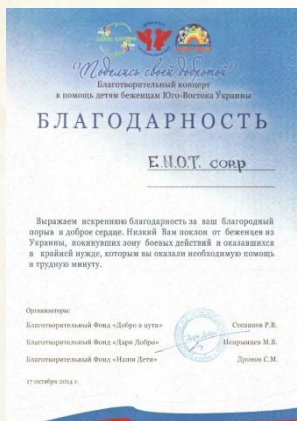 "Поделись своей добротой"
Благотворительный концерт
в помощь детям беженцам Юго-Востока Украины
БЛАГОДАРНОСТЬ
E.N.O.T. corp
Выражаем искреннюю благодарность за ваш благородный
порыв и доброе сердце. Низкий Вам поклон от беженцев из
Украины, покинувших зону боевых действий и оказавшихся
в крайней нужде, которым вы оказали необходимую помощь
в трудную минуту.
Организаторы:
Благотворительный Фонд «Добро в пути»
Степанов Р.В.
Благотворительный Фонд «Дари Добро»
М.В.
Благотворительный Фонд «Наши Дети»
Дронов С.М.
17 октября 2014 г.